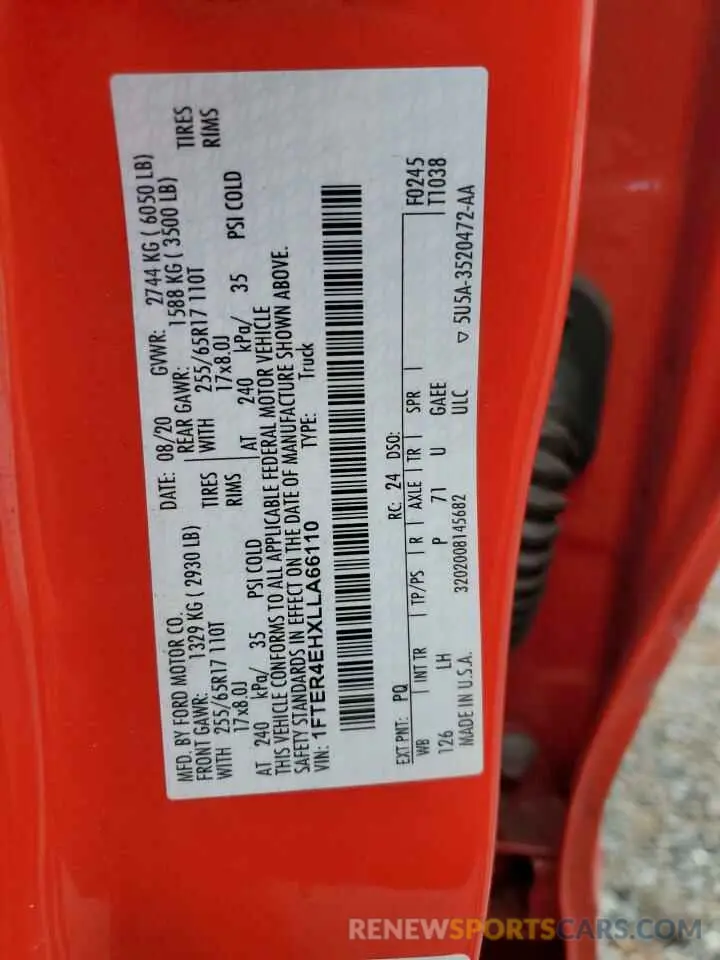 MFD. BY FORD MOTOR CO.
DATE: 08/20 GVWR: 2744 KG ( 6050 LB)
FRONT GAWR: 1329 KG ( 2930 LB) REAR GAWR: 1588 KG ( 3500 LB)
WITH 255/65R17 110T TIRES WITH 255/65R17 110T TIRES
17x8.0J RIMS 17x8.0J RIMS
AT 240 kPa/ 35 PSI COLD AT 240 kPa/ 35 PSI COLD
THIS VEHICLE CONFORMS TO ALL APPLICABLE FEDERAL MOTOR VEHICLE
SAFETY STANDARDS IN EFFECT ON THE DATE OF MANUFACTURE SHOWN ABOVE.
VIN: 1FTER4EHXLLA66110 TYPE: Truck
EXT PNT: PQ RC: 24 DSO: F0245
WB INT TR TP/PS R AXLE TR SPR T1038
126 LH P 71 U GAEE
MADE IN U.S.A. 3202008145682 ULC ▽ 5U5A-3520472-AA
RENEWSPORTSCARS.COM